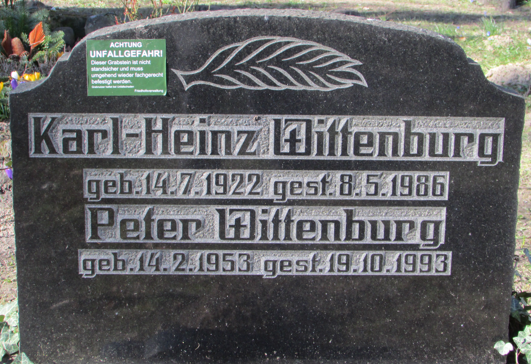 ACHTUNG
UNFALLGEFAHR!
Dieser Grabstein ist nicht
standsicher und muss
umgehend wieder fachgerecht
befestigt werden.
Friedhofsverwaltung
Karl-Heinz Wittenburg
geb.14.7.1922 gest.8.5.1986
Peter Wittenburg
geb.14.2.1953 gest.19.10.1993